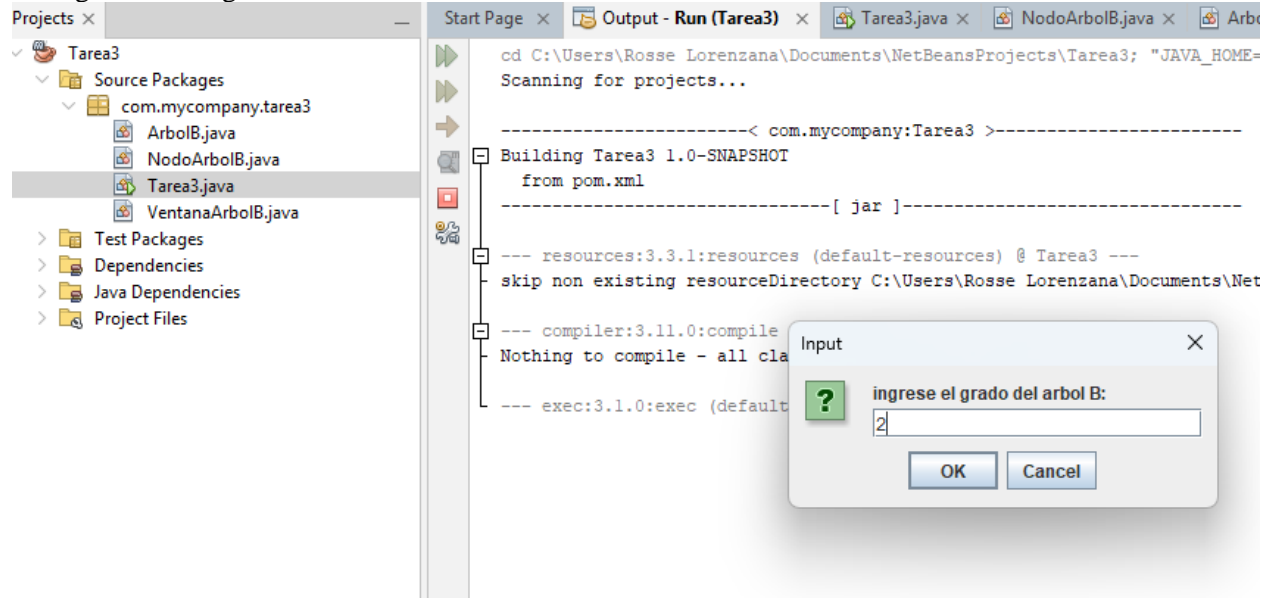 Projects
Start Page
Output - Run (Tarea3)
Tarea3.java
NodoArbolB.java
Tarea3
Source Packages
com.mycompany.tarea3
ArbolB.java
NodoArbolB.java
Tarea3.java
VentanaArbolB.java
Test Packages
Dependencies
Java Dependencies
Project Files
cd C:\Users\Rosse Lorenzana\Documents\NetBeansProjects\Tarea3; "JAVA_HOME=
Scanning for projects...
------------------------< com.mycompany:Tarea3 >------------------------
Building Tarea3 1.0-SNAPSHOT
from pom.xml
--------------------------------[ jar ]---------------------------------
--- resources:3.3.1:resources (default-resources) @ Tarea3 ---
skip non existing resourceDirectory C:\Users\Rosse Lorenzana\Documents\Net
--- compiler:3.11.0:compile
Nothing to compile - all cla
--- exec:3.1.0:exec (default
Input
ingrese el grado del arbol B:
2
OK Cancel